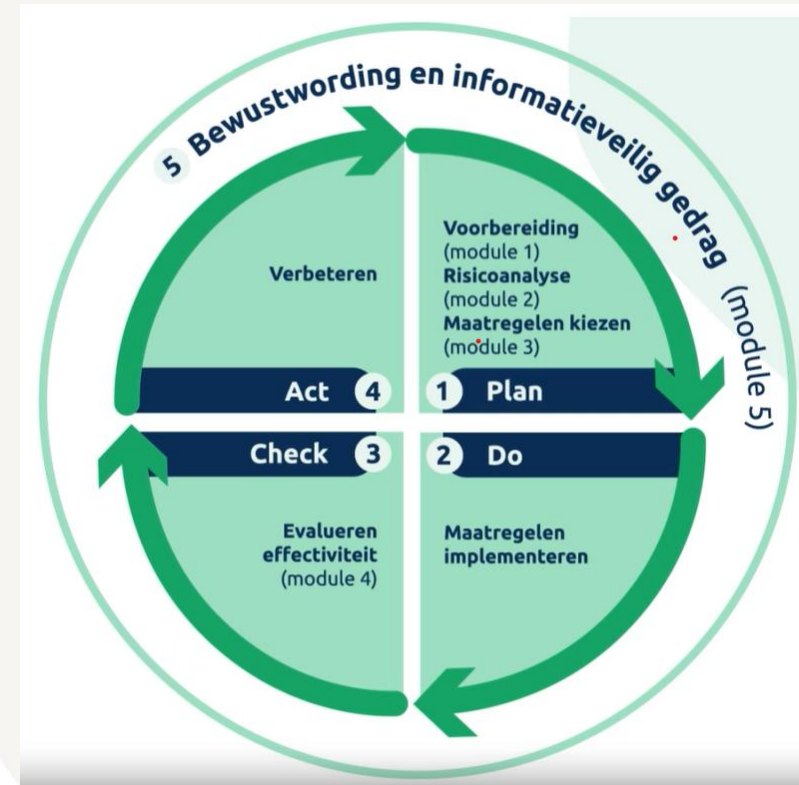 5 Bewustwording en informatieveilig gedrag (module 5)
Verbeteren
Act 4
Voorbereiding
(module 1)
Risicoanalyse
(module 2)
Maatregelen kiezen
(module 3)
1 Plan
Check 3
Evalueren
effectiviteit
(module 4)
2 Do
Maatregelen
implementeren